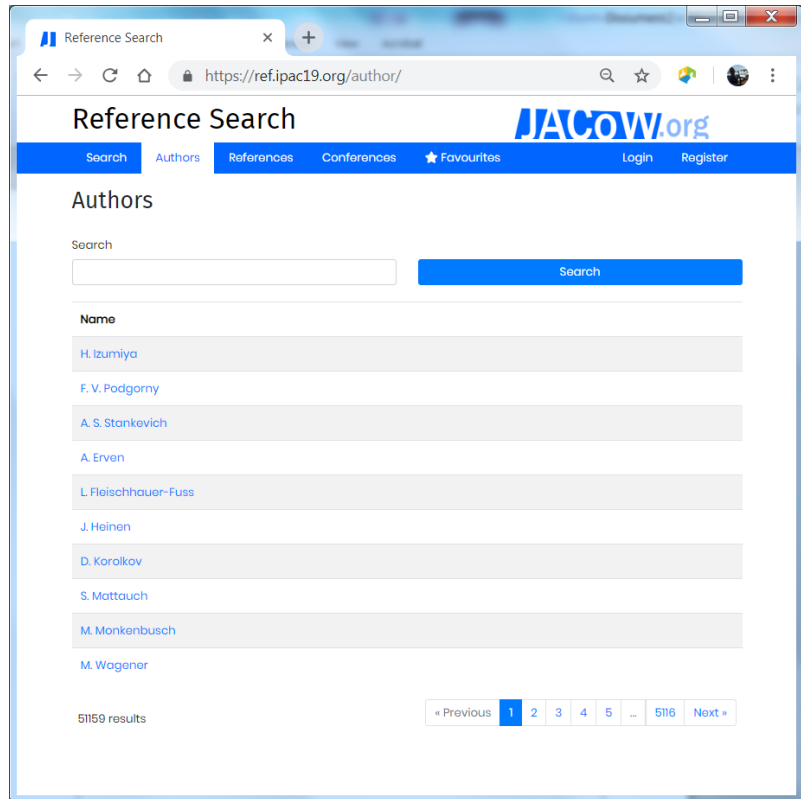 Reference Search
https://ref.ipac19.org/author/
Reference Search
JACoW.org
Search Authors References Conferences Favourites Login Register
Authors
Search
Search
Name
H. Izumiya
F. V. Podgorny
A. S. Stankevich
A. Erven
L. Fleischhauer-Fuss
J. Heinen
D. Korolkov
S. Mattauch
M. Monkenbusch
M. Wagener
51159 results
« Previous 1 2 3 4 5 … 5116 Next »